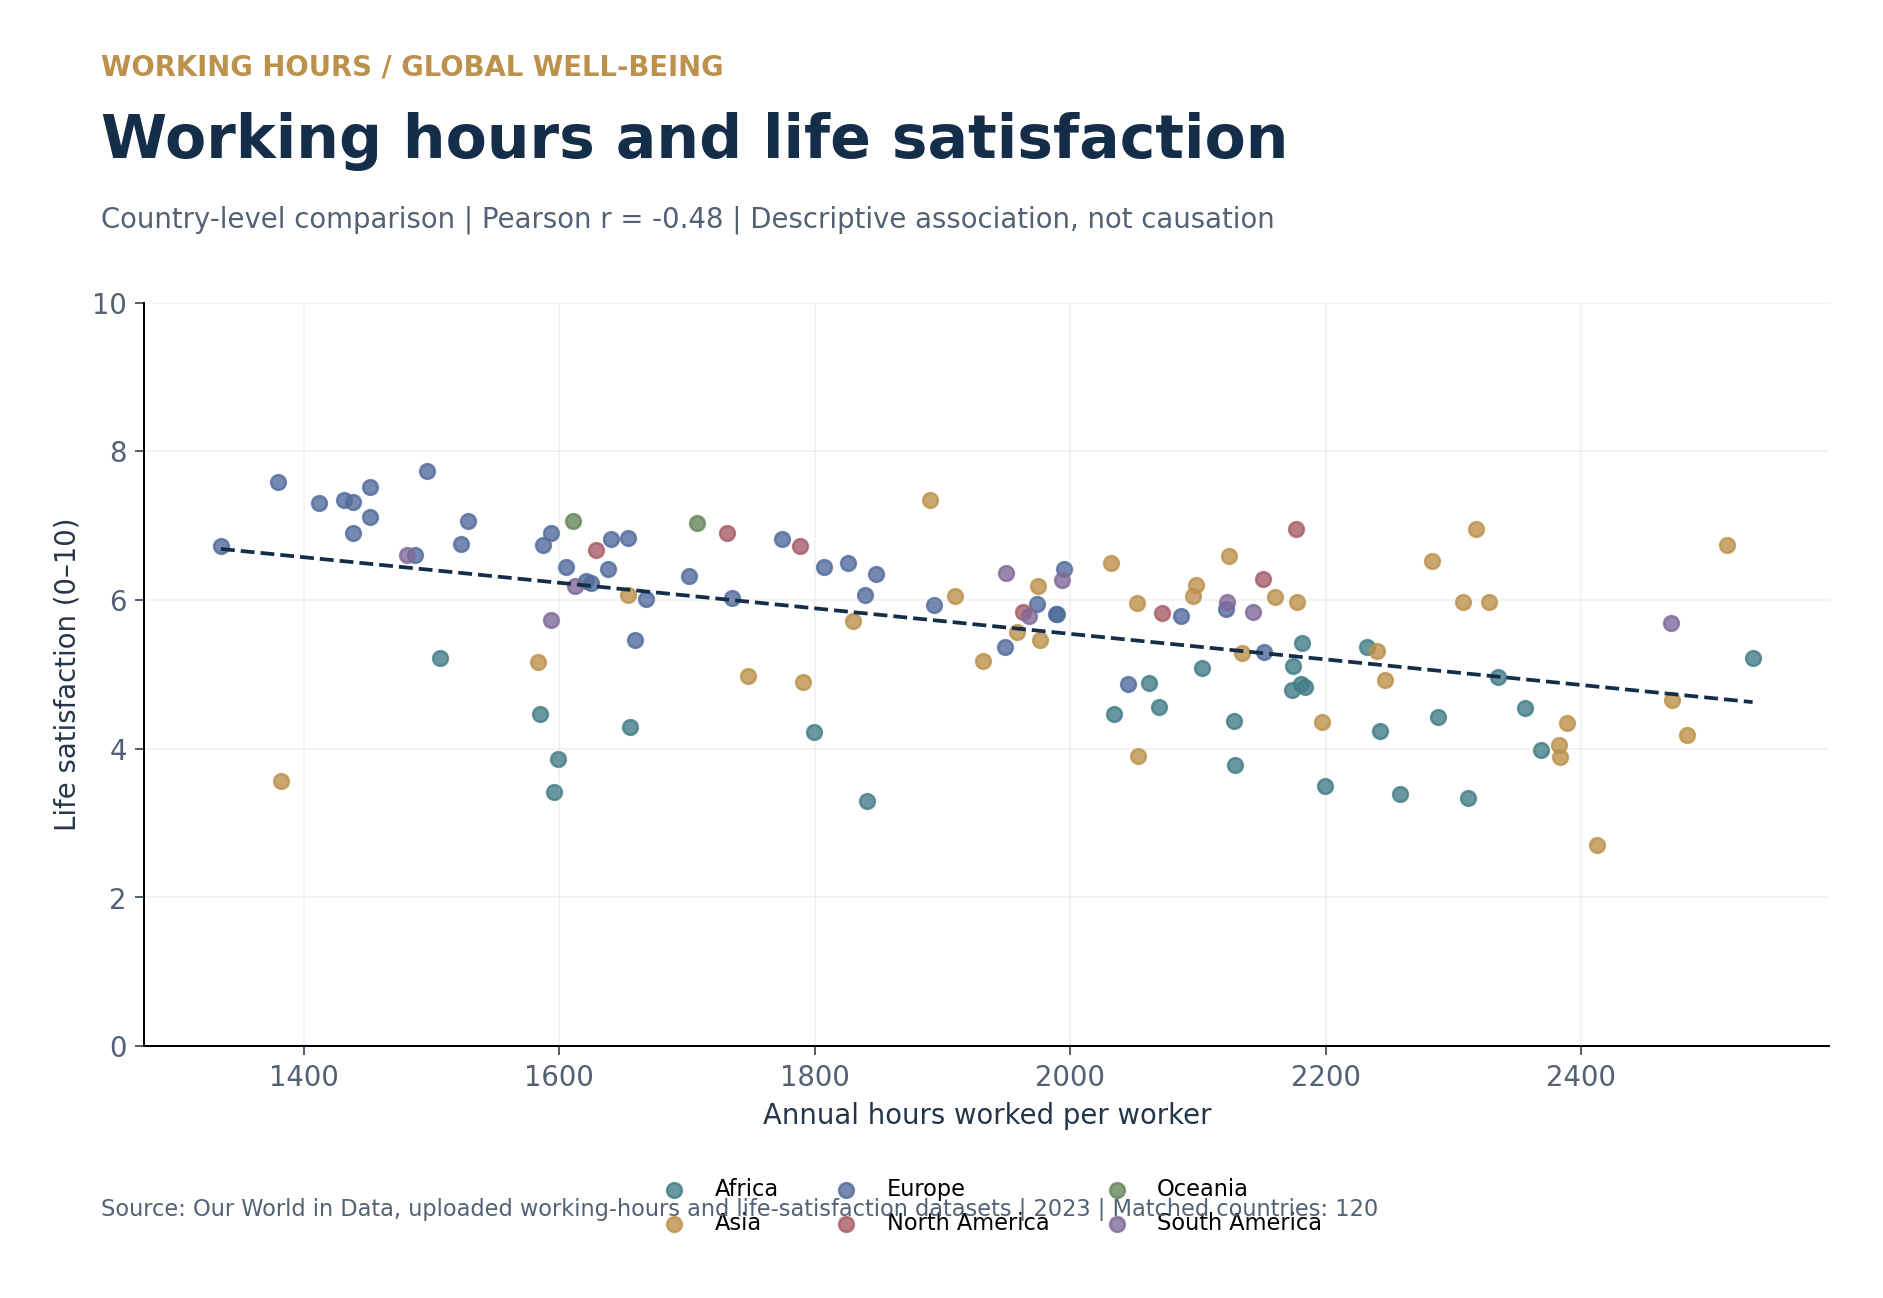 WORKING HOURS / GLOBAL WELL-BEING
Working hours and life satisfaction
Country-level comparison | Pearson r = -0.48 | Descriptive association, not causation
10
8
6
4
2
0
Life satisfaction (0–10)
1400 1600 1800 2000 2200 2400
Annual hours worked per worker
Africa Europe Oceania
Source: Our World in Data, uploaded working-hours and life-satisfaction datasets | 2023 | Matched countries: 120
Asia North America South America